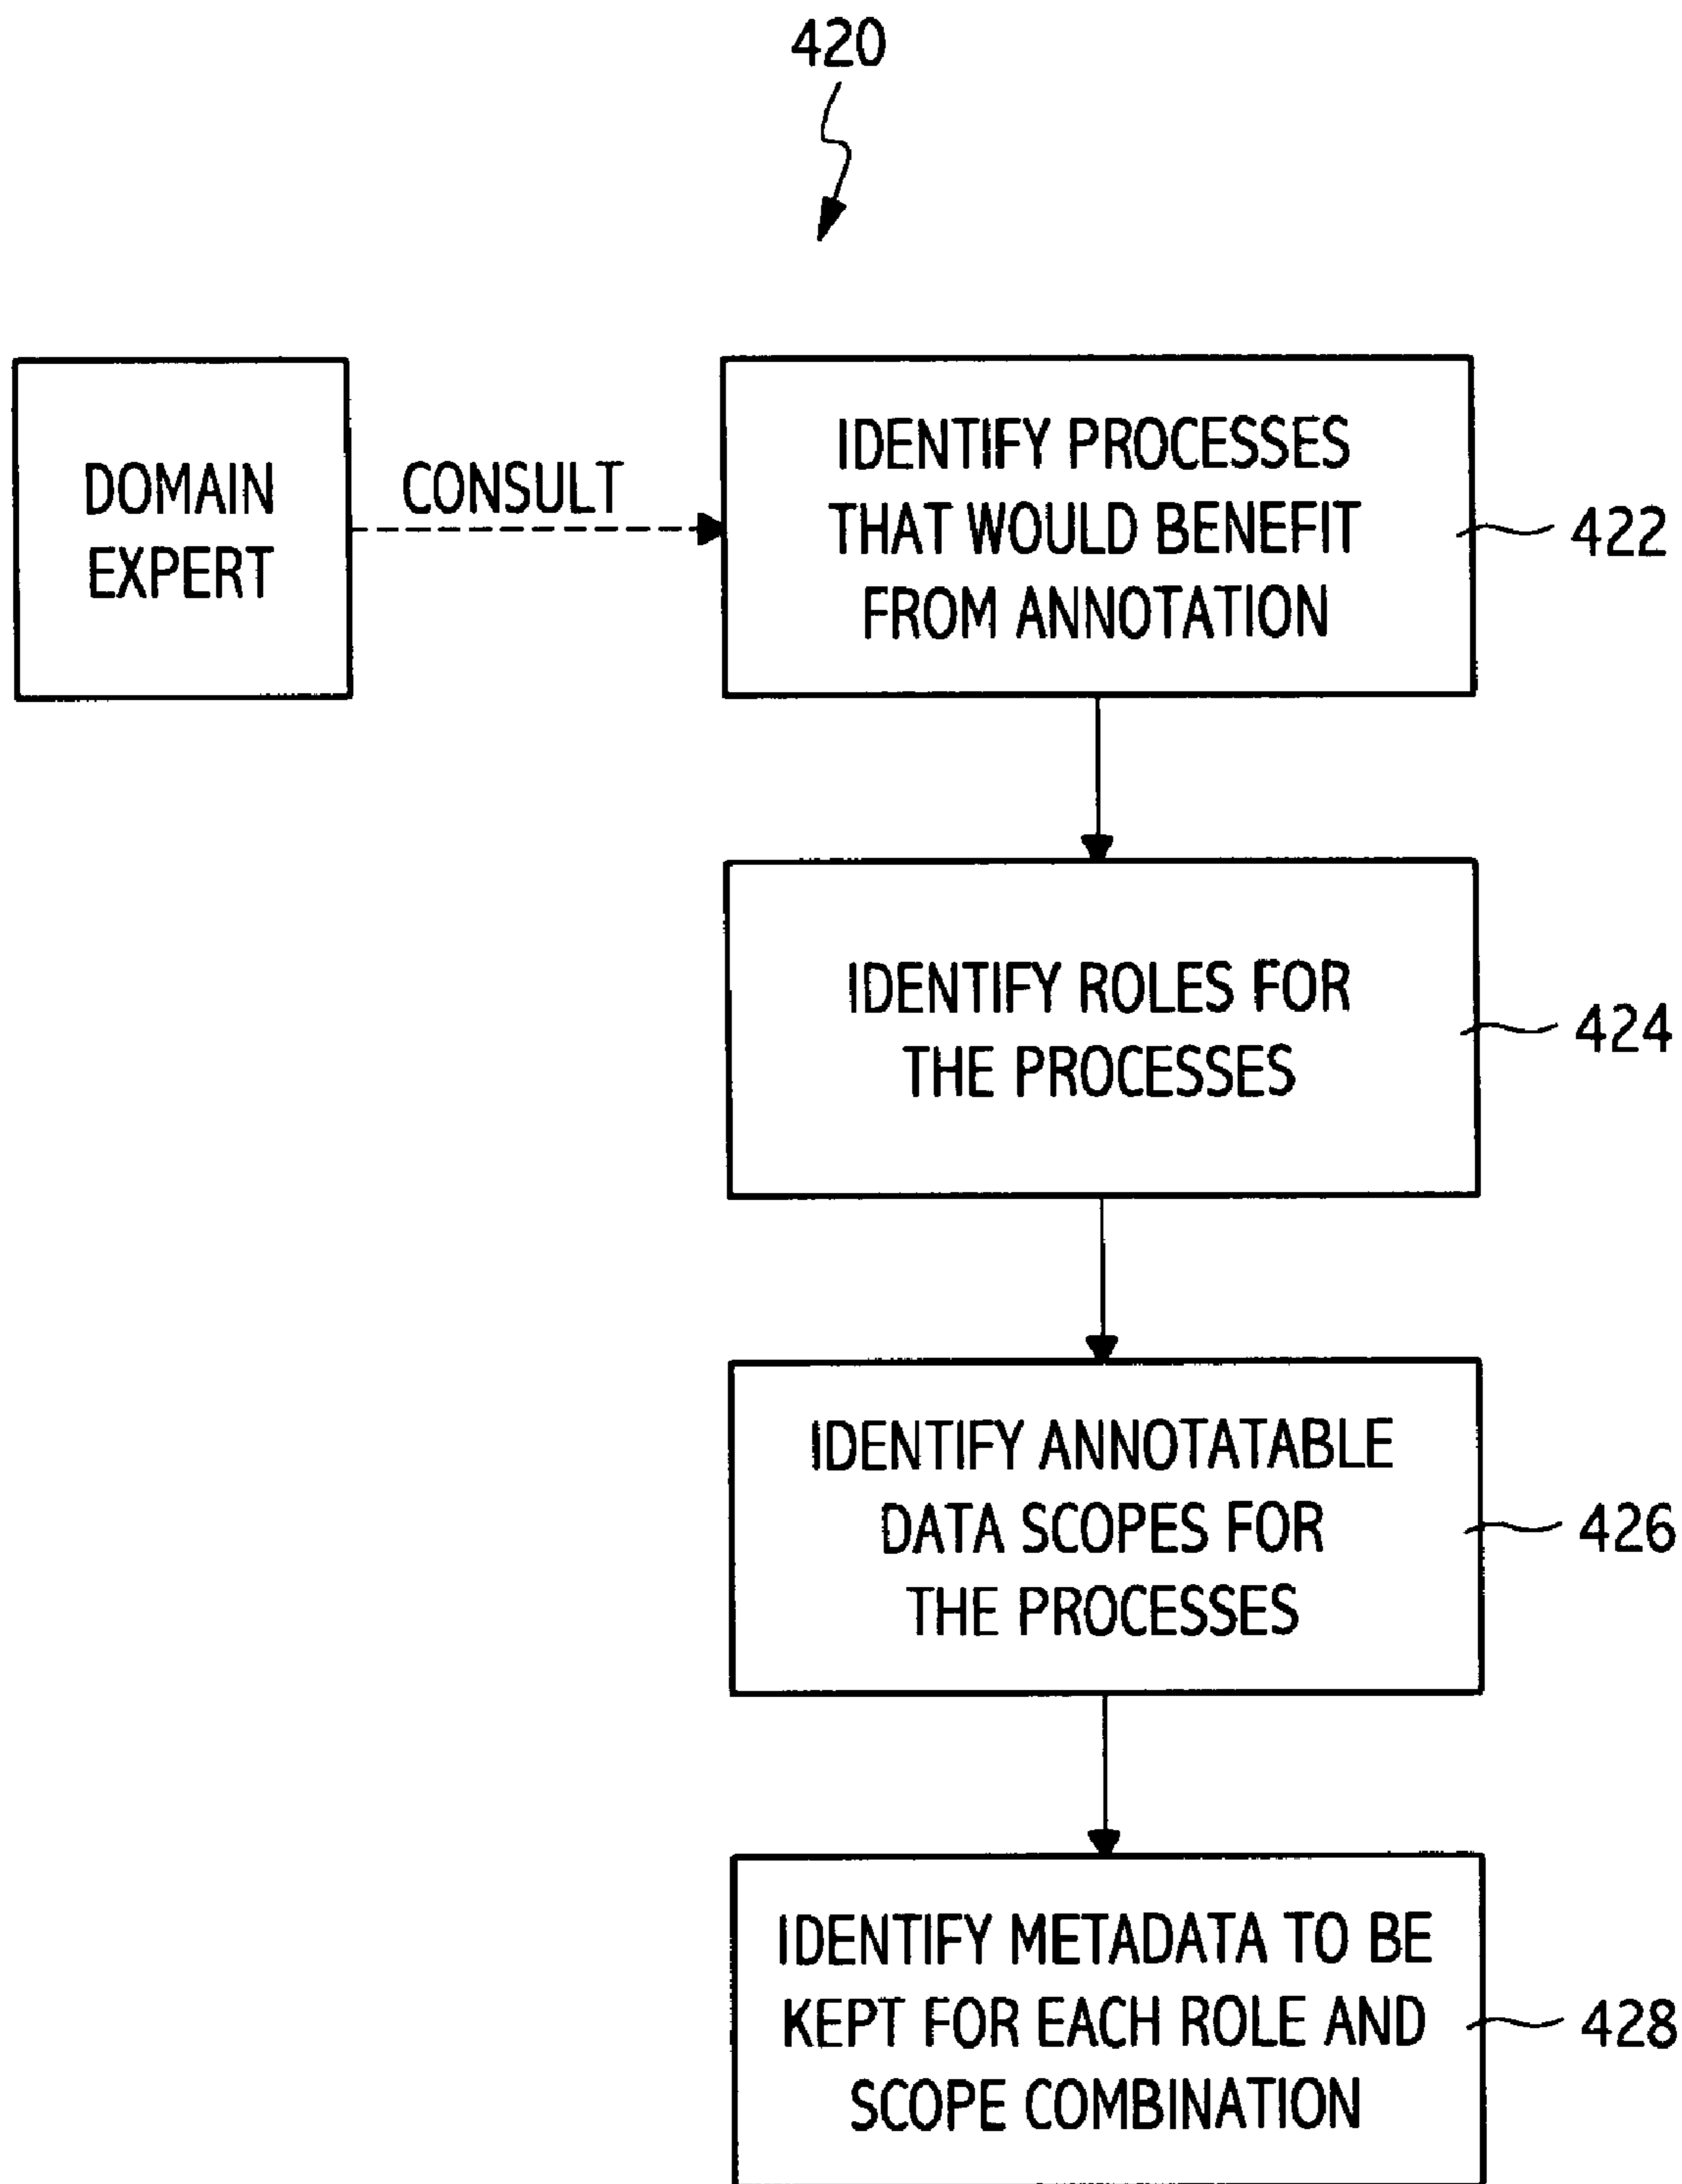 420
DOMAIN
EXPERT
CONSULT
IDENTIFY PROCESSES
THAT WOULD BENEFIT
FROM ANNOTATION
422
IDENTIFY ROLES FOR
THE PROCESSES
424
IDENTIFY ANNOTATABLE
DATA SCOPES FOR
THE PROCESSES
426
IDENTIFY METADATA TO BE
KEPT FOR EACH ROLE AND
SCOPE COMBINATION
428